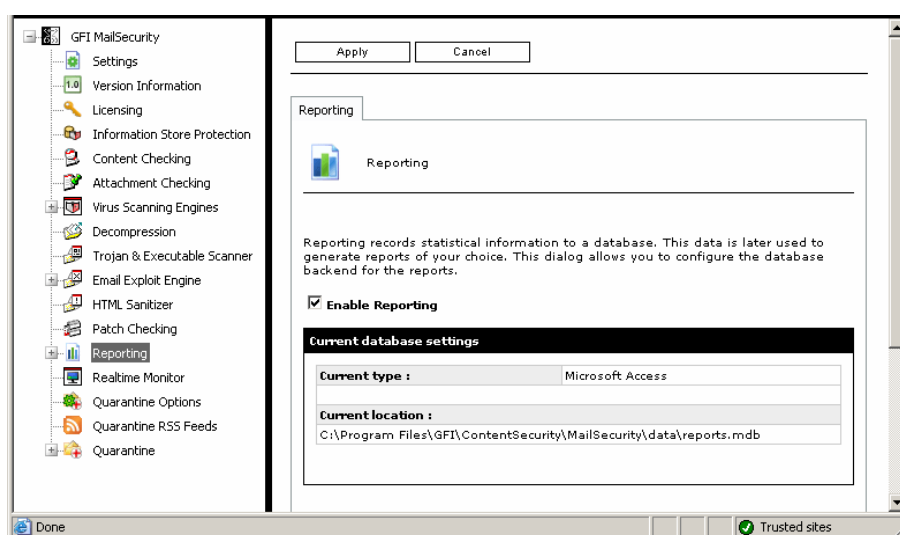 GFI MailSecurity
Settings
1.0 Version Information
Licensing
Information Store Protection
Content Checking
Attachment Checking
Virus Scanning Engines
Decompression
Trojan & Executable Scanner
Email Exploit Engine
HTML Sanitizer
Patch Checking
Reporting
Realtime Monitor
Quarantine Options
Quarantine RSS Feeds
Quarantine
Apply Cancel
Reporting
Reporting
Reporting records statistical information to a database. This data is later used to
generate reports of your choice. This dialog allows you to configure the database
backend for the reports.
Enable Reporting
Current database settings
Current type : Microsoft Access
Current location :
C:\Program Files\GFI\ContentSecurity\MailSecurity\data\reports.mdb
Done Trusted sites